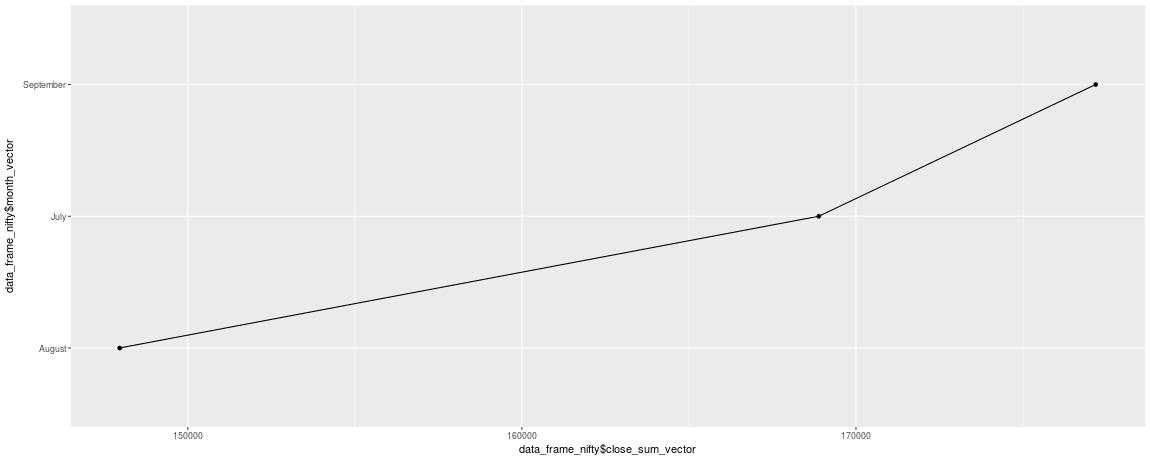 data_frame_nifty$month_vector
September
July
August
150000
160000
170000
data_frame_nifty$close_sum_vector